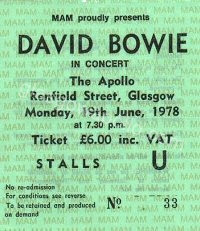 MAM proudly presents
DAVID BOWIE
IN CONCERT
The Apollo
Renfield Street, Glasgow
Monday, 19th June, 1978
at 7.30 p.m.
Ticket £6.00 inc. VAT
STALLS U
No re-admission
For conditions see reverse
To be retained and produced
on demand
No 33